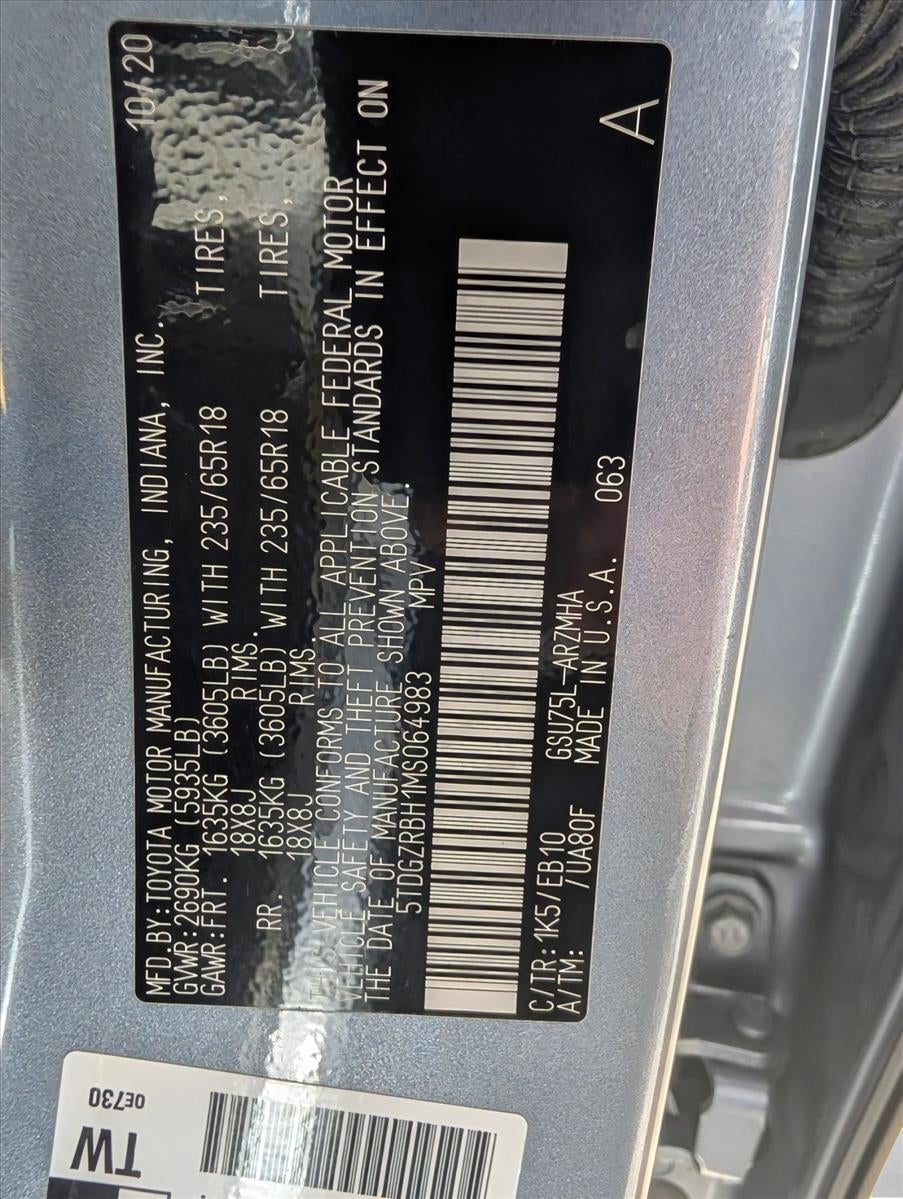 MFD.BY:TOYOTA MOTOR MANUFACTURING, INDIANA, INC. 10/20
GVWR:2690KG (5935LB)
GAWR:FRT. 1635KG (3605LB) WITH 235/65R18 TIRES,
18X8J RIMS.
RR. 1635KG (3605LB) WITH 235/65R18 TIRES,
18X8J RIMS.
THIS VEHICLE CONFORMS TO ALL APPLICABLE FEDERAL MOTOR
VEHICLE SAFETY AND THEFT PREVENTION STANDARDS IN EFFECT ON
THE DATE OF MANUFACTURE SHOWN ABOVE.
5TDGZRBH1MS064983 MPV
C/TR:1K5/EB10 GSU75L-ARZMHA
A/TM: /UA80F MADE IN U.S.A. 063 A
0E730
TW